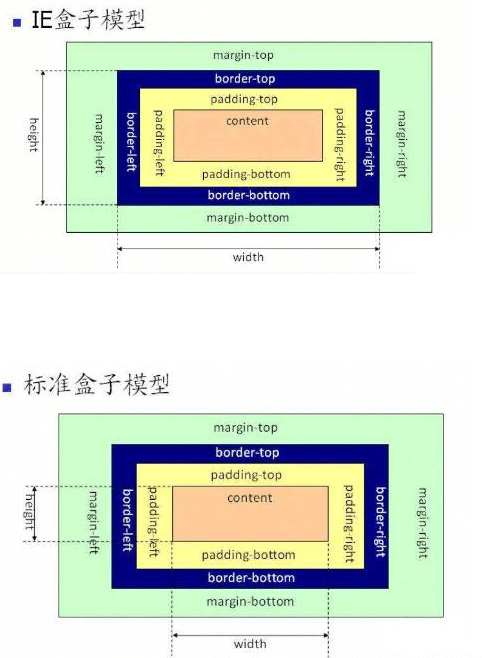 IE盒子模型
margin-top
border-top
padding-top
content
height
margin-left
border-left
padding-left
padding-right
border-right
margin-right
padding-bottom
border-bottom
margin-bottom
width
标准盒子模型
margin-top
border-top
padding-top
content
height
margin-left
border-left
padding-left
padding-right
border-right
margin-right
padding-bottom
border-bottom
margin-bottom
width